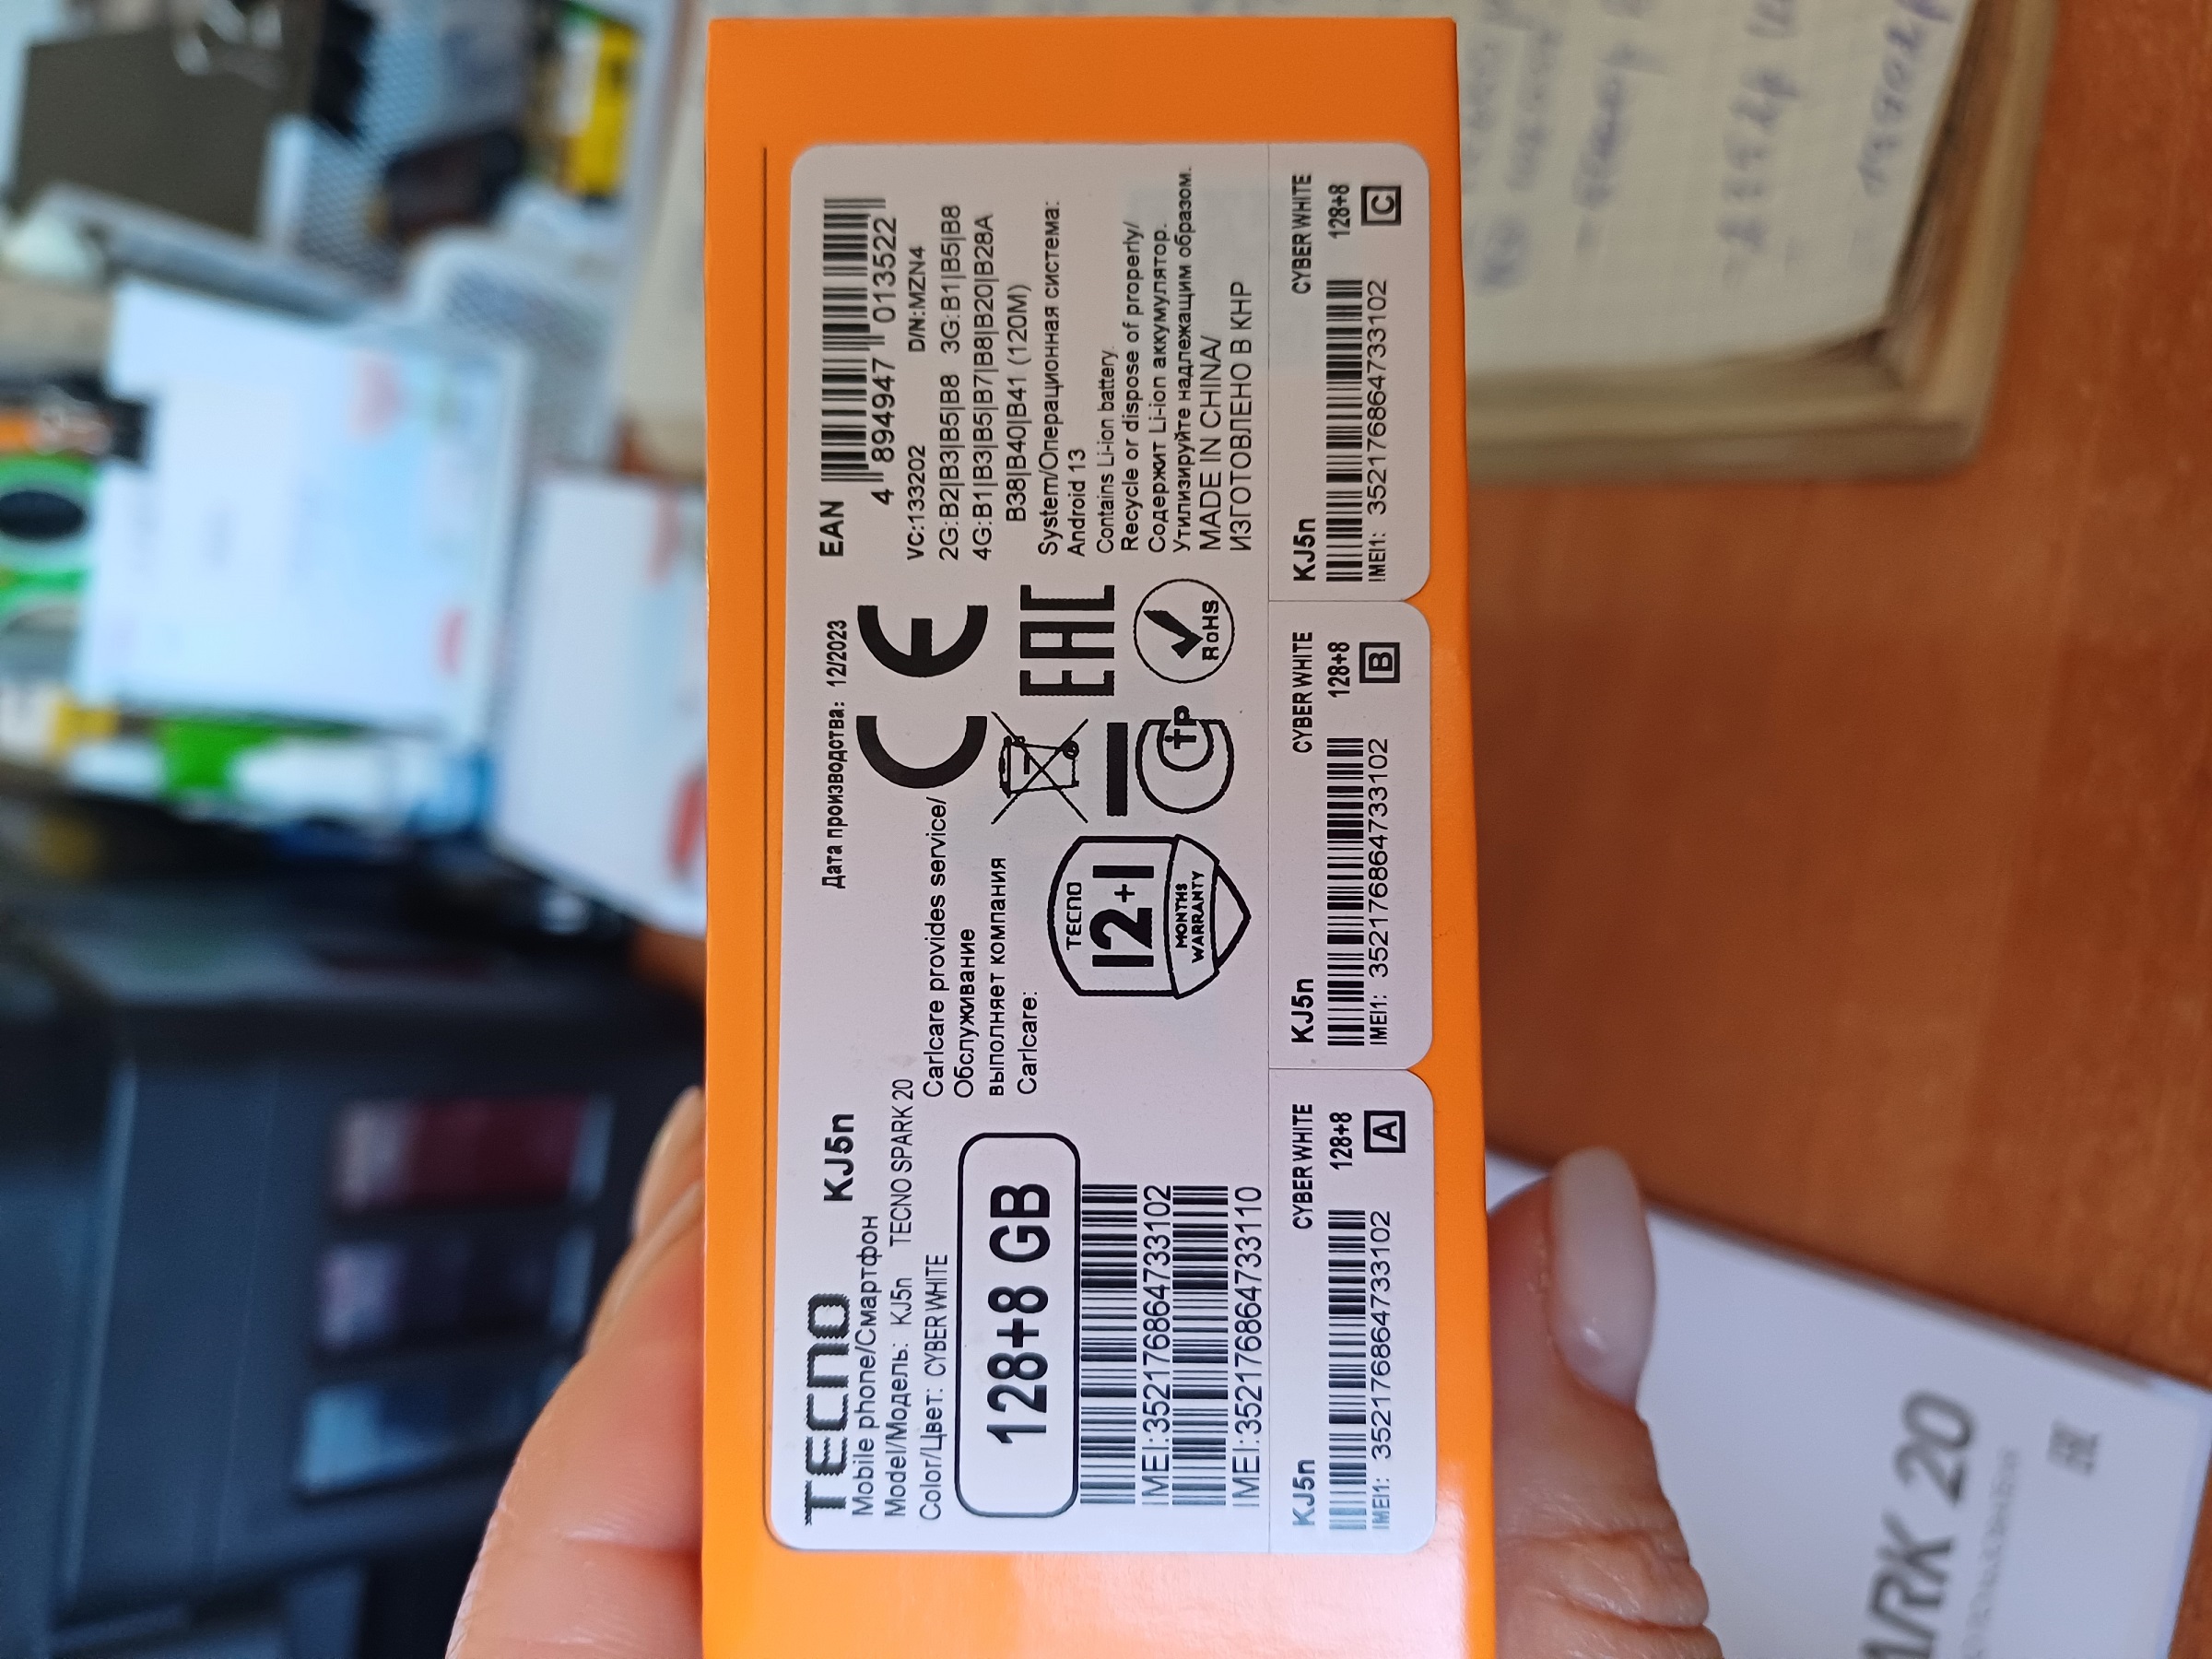 TECNO KJ5n
Mobile phone/Смартфон
Model/Модель: KJ5n TECNO SPARK 20
Color/Цвет: CYBER WHITE
128+8 GB
IMEI:352176864733102
IMEI:352176864733110
Дата производства: 12/2023
Carlcare provides service/
Обслуживание
выполняет компания
Carlcare:
CE
EAC
TECNO
12+1
MONTHS
WARRANTY
RoHS
EAN
4 894947 013522
VC:133202 D/N:MZN4
2G:B2|B3|B5|B8 3G:B1|B5|B8
4G:B1|B3|B5|B7|B8|B20|B28A
B38|B40|B41 (120M)
System/Операционная система:
Android 13
Contains Li-ion battery.
Recycle or dispose of properly/
Содержит Li-ion аккумулятор.
Утилизируйте надлежащим образом.
MADE IN CHINA/
ИЗГОТОВЛЕНО В КНР
KJ5n CYBER WHITE
128+8
IMEI1: 352176864733102 A
KJ5n CYBER WHITE
128+8
IMEI1: 352176864733102 B
KJ5n CYBER WHITE
128+8
IMEI1: 352176864733102 C
ARK 20